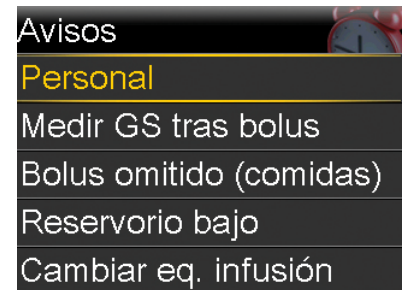 Avisos
Personal
Medir GS tras bolus
Bolus omitido (comidas)
Reservorio bajo
Cambiar eq. infusión